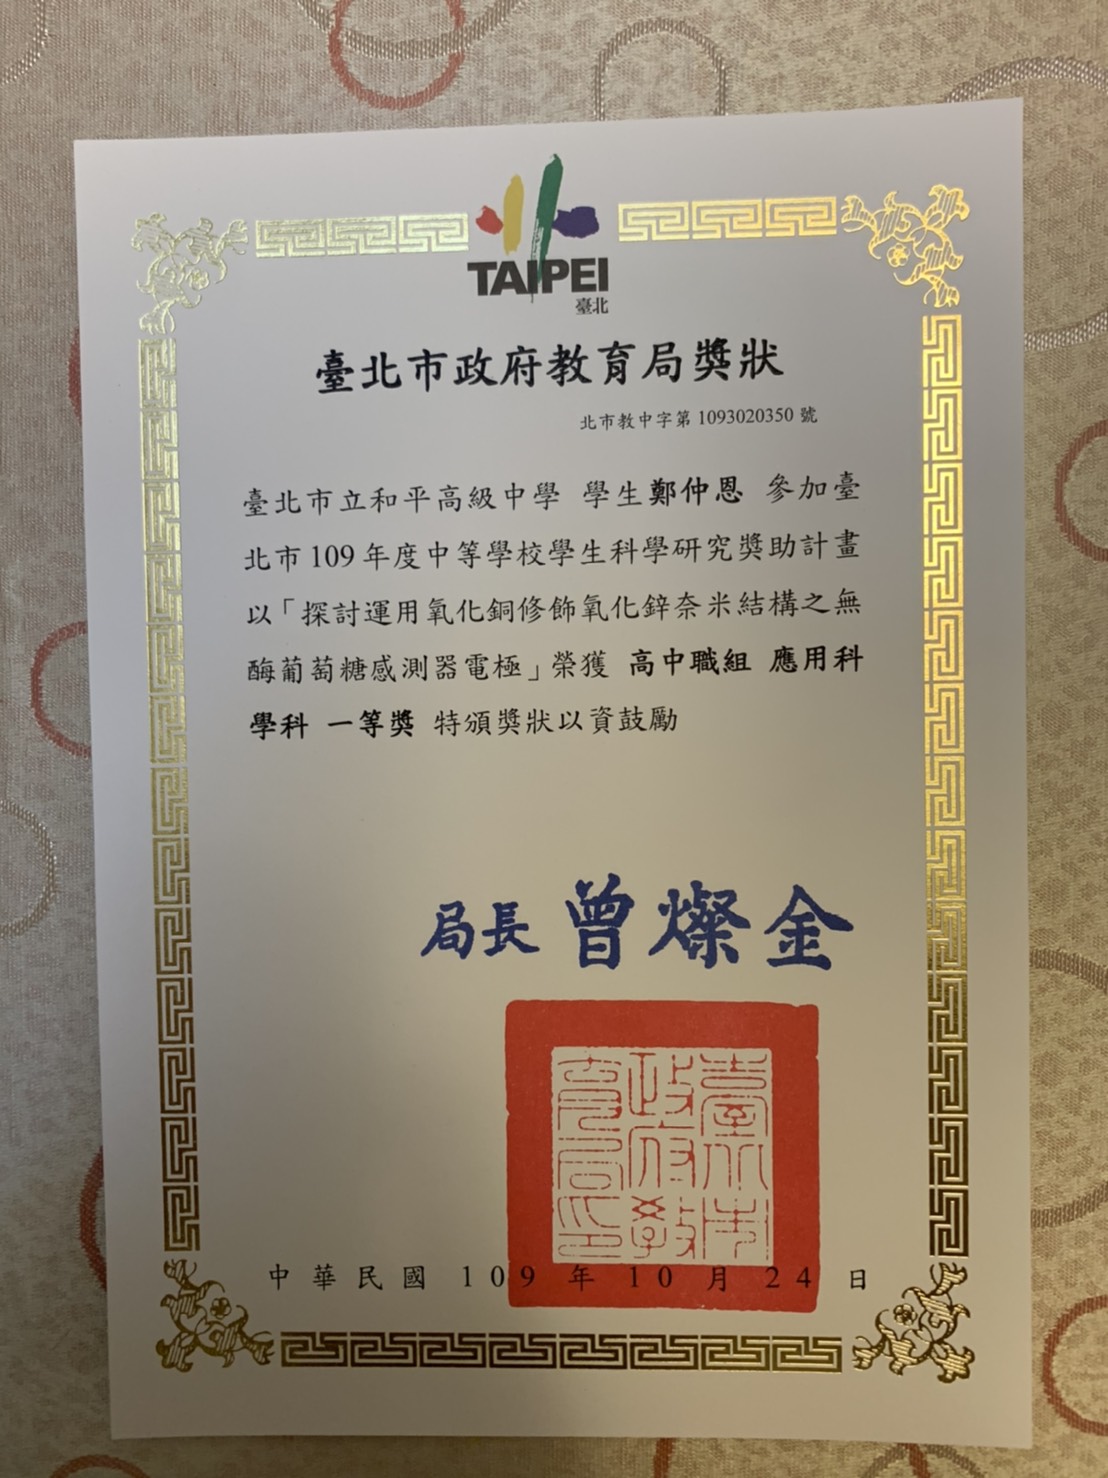 TAIPEI
臺北
臺北市政府教育局獎狀
北市教中字第 1093020350 號
臺北市立和平高級中學 學生鄭仲恩 參加臺
北市 109 年度中等學校學生科學研究獎助計畫
以「探討運用氧化銅修飾氧化鋅奈米結構之無
酶葡萄糖感測器電極」榮獲 高中職組 應用科
學科 一等獎 特頒獎狀以資鼓勵
局長 曾燦金
臺北市政府教育局印
中華民國 109 年 10 月 24 日